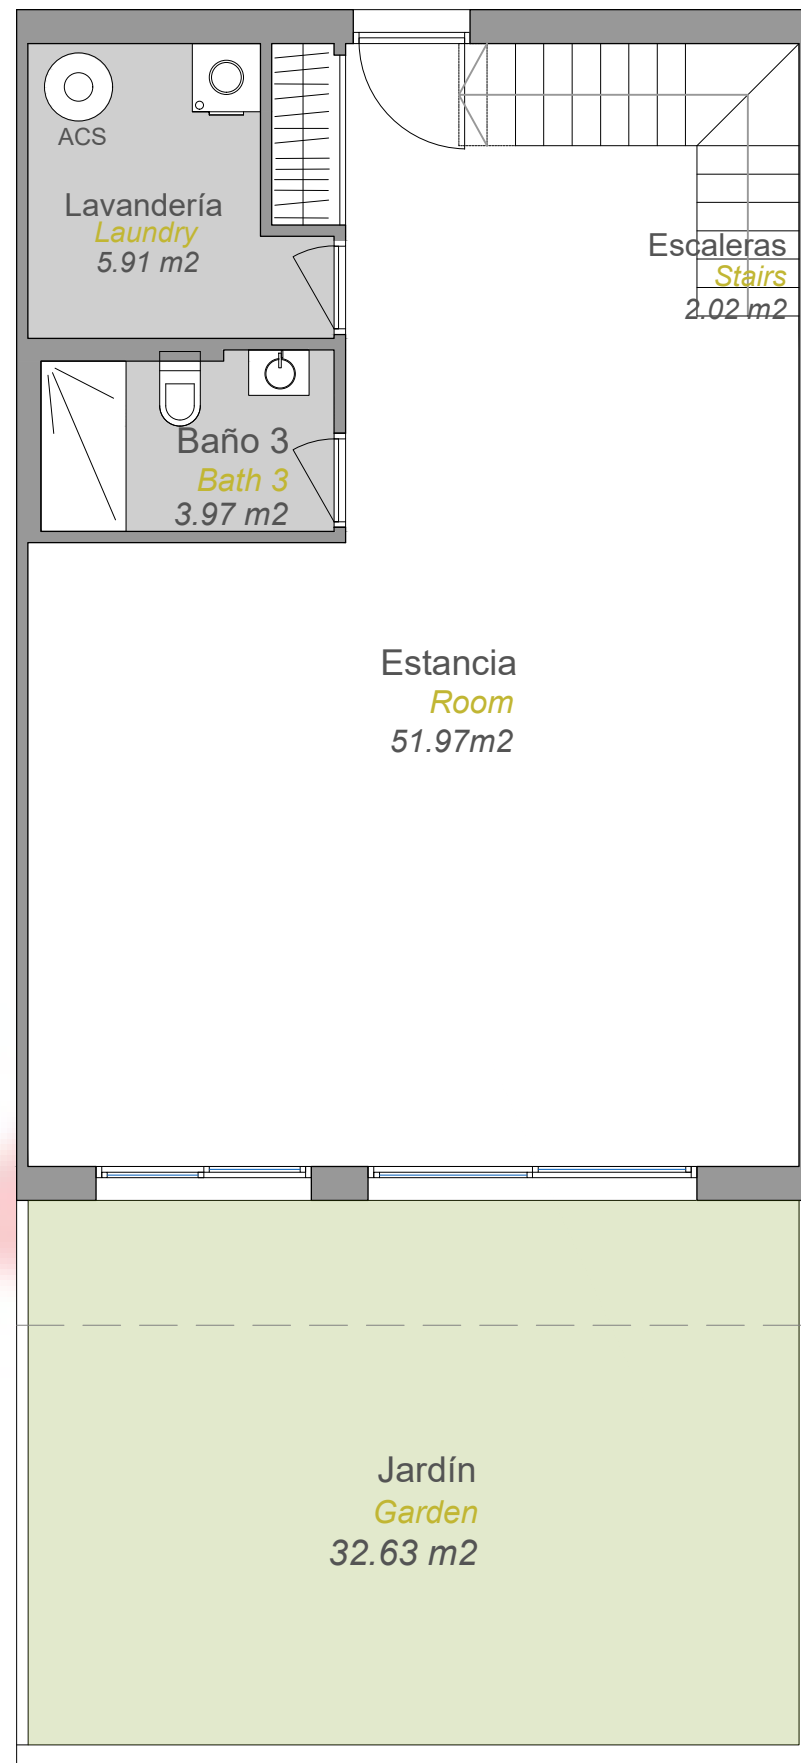 ACS
Lavandería
Laundry
5.91 m2
Escaleras
Stairs
2.02 m2
Baño 3
Bath 3
3.97 m2
Estancia
Room
51.97m2
Jardín
Garden
32.63 m2